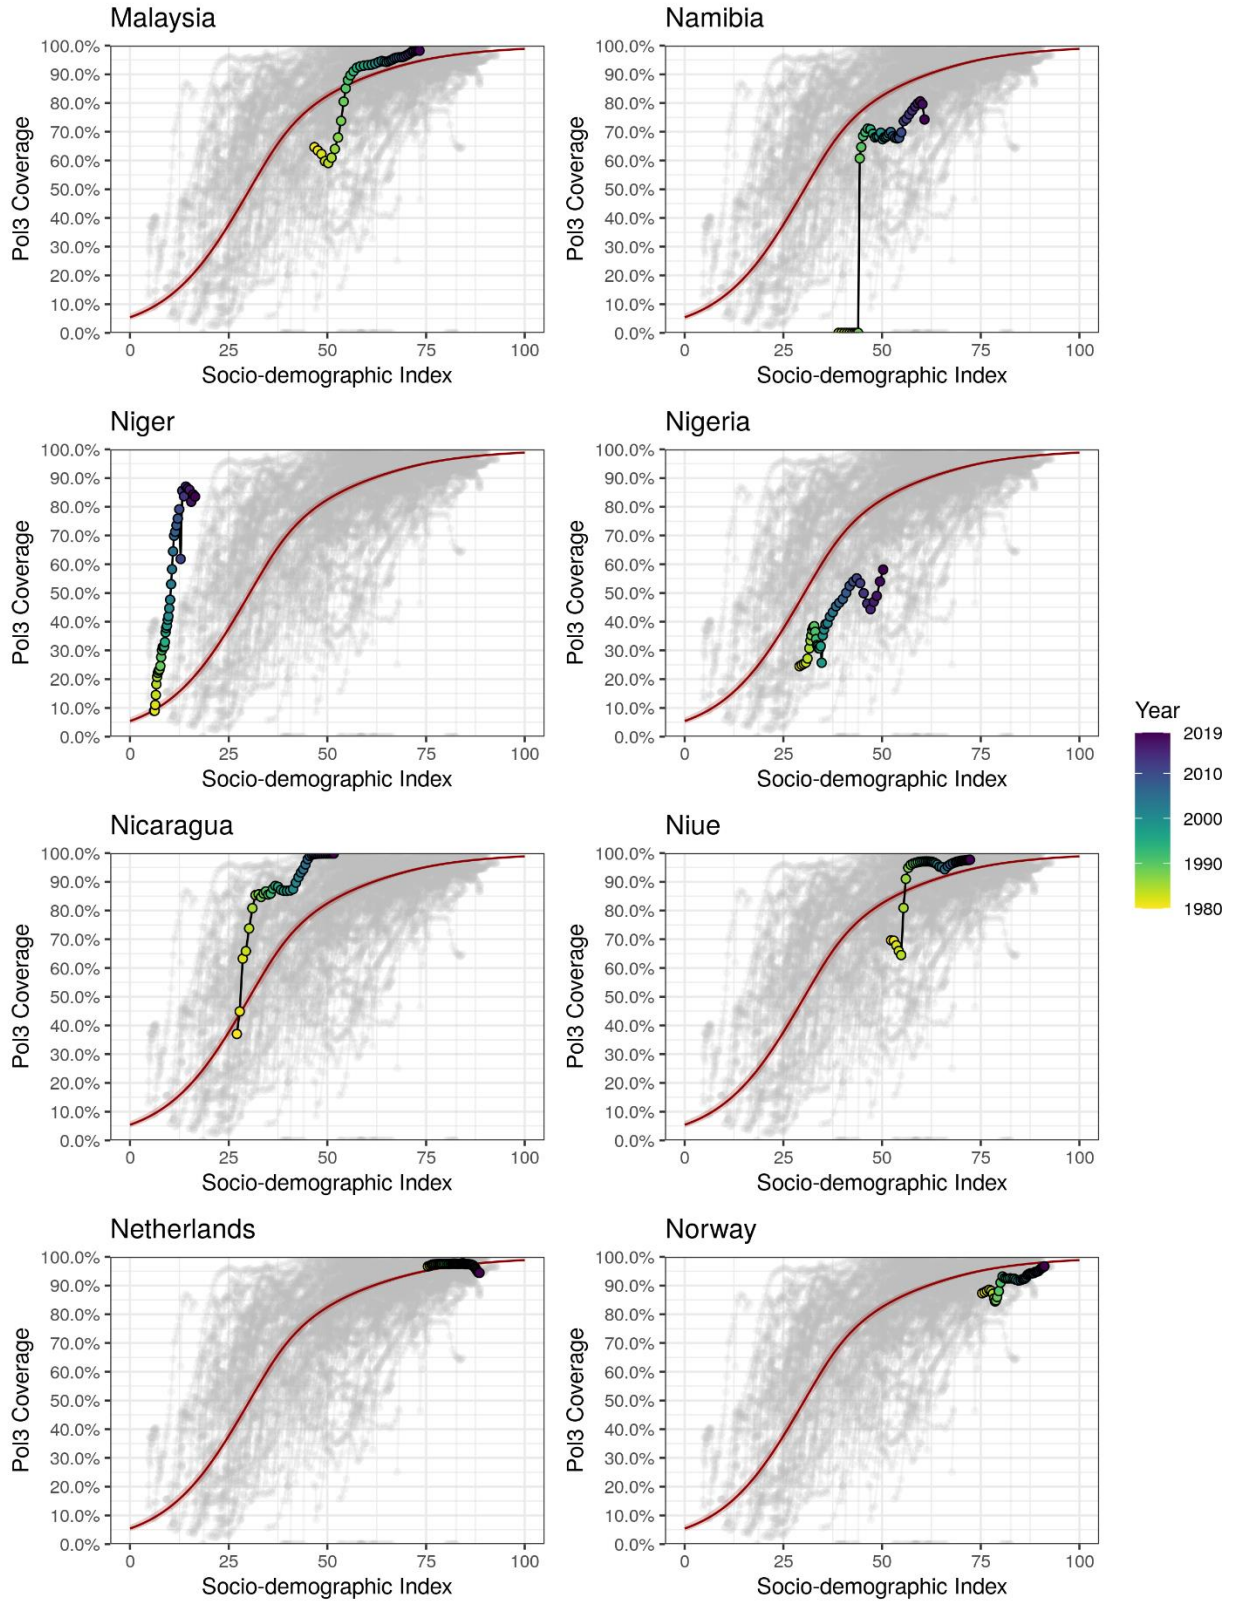 Malaysia
100.0%
90.0%
80.0%
70.0%
60.0%
50.0%
40.0%
30.0%
20.0%
10.0%
0.0%
Pol3 Coverage
0 25 50 75 100
Socio-demographic Index
Namibia
100.0%
90.0%
80.0%
70.0%
60.0%
50.0%
40.0%
30.0%
20.0%
10.0%
0.0%
Pol3 Coverage
0 25 50 75 100
Socio-demographic Index
Niger
100.0%
90.0%
80.0%
70.0%
60.0%
50.0%
40.0%
30.0%
20.0%
10.0%
0.0%
Pol3 Coverage
0 25 50 75 100
Socio-demographic Index
Nigeria
100.0%
90.0%
80.0%
70.0%
60.0%
50.0%
40.0%
30.0%
20.0%
10.0%
0.0%
Pol3 Coverage
0 25 50 75 100
Socio-demographic Index
Nicaragua
100.0%
90.0%
80.0%
70.0%
60.0%
50.0%
40.0%
30.0%
20.0%
10.0%
0.0%
Pol3 Coverage
0 25 50 75 100
Socio-demographic Index
Niue
100.0%
90.0%
80.0%
70.0%
60.0%
50.0%
40.0%
30.0%
20.0%
10.0%
0.0%
Pol3 Coverage
0 25 50 75 100
Socio-demographic Index
Netherlands
100.0%
90.0%
80.0%
70.0%
60.0%
50.0%
40.0%
30.0%
20.0%
10.0%
0.0%
Pol3 Coverage
0 25 50 75 100
Socio-demographic Index
Norway
100.0%
90.0%
80.0%
70.0%
60.0%
50.0%
40.0%
30.0%
20.0%
10.0%
0.0%
Pol3 Coverage
0 25 50 75 100
Socio-demographic Index
Year
2019
2010
2000
1990
1980